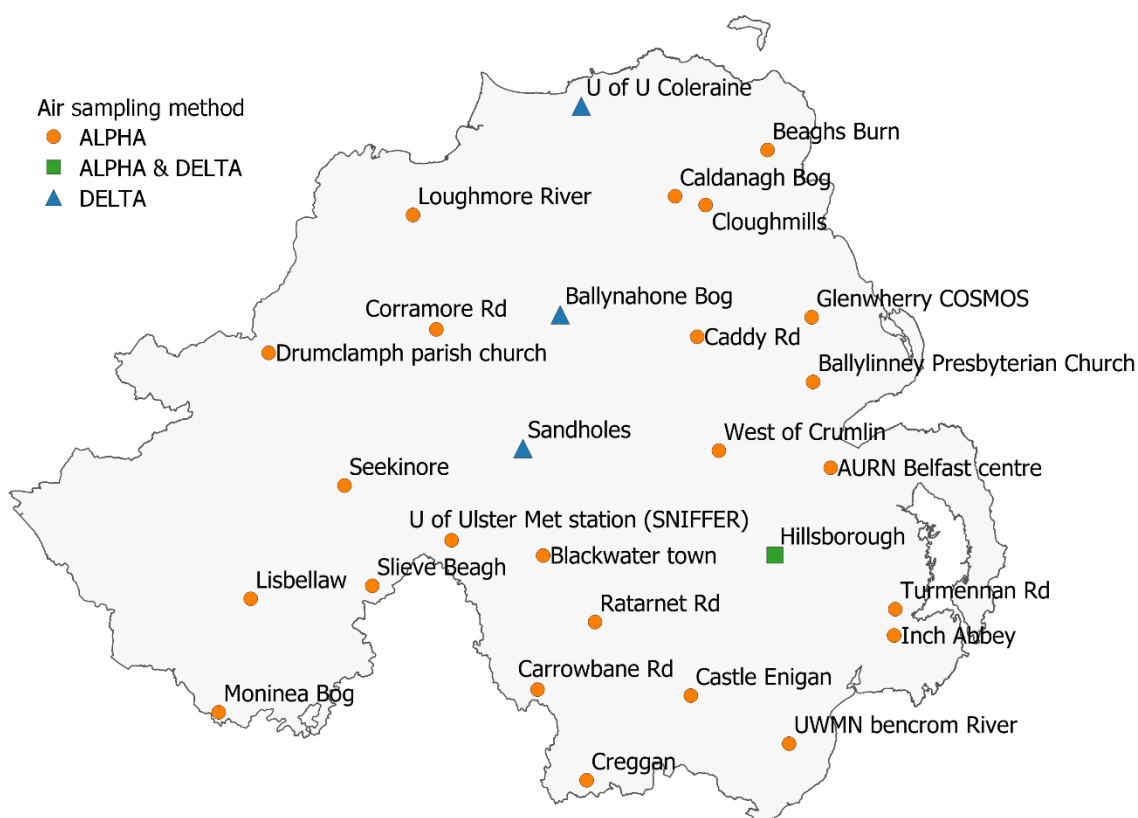 U of U Coleraine
Air sampling method
ALPHA
ALPHA & DELTA
DELTA
Beaghs Burn
Caldanagh Bog
Loughmore River
Cloughmills
Ballynahone Bog
Glenwherry COSMOS
Corramore Rd
Caddy Rd
Drumclamph parish church
Ballylinney Presbyterian Church
Sandholes
West of Crumlin
Seekinore
AURN Belfast centre
U of Ulster Met station (SNIFFER)
Hillsborough
Blackwater town
Slieve Beagh
Lisbellaw
Turmennan Rd
Ratarnet Rd
Inch Abbey
Carrowbane Rd
Castle Enigan
Moninea Bog
UWMN bencrom River
Creggan